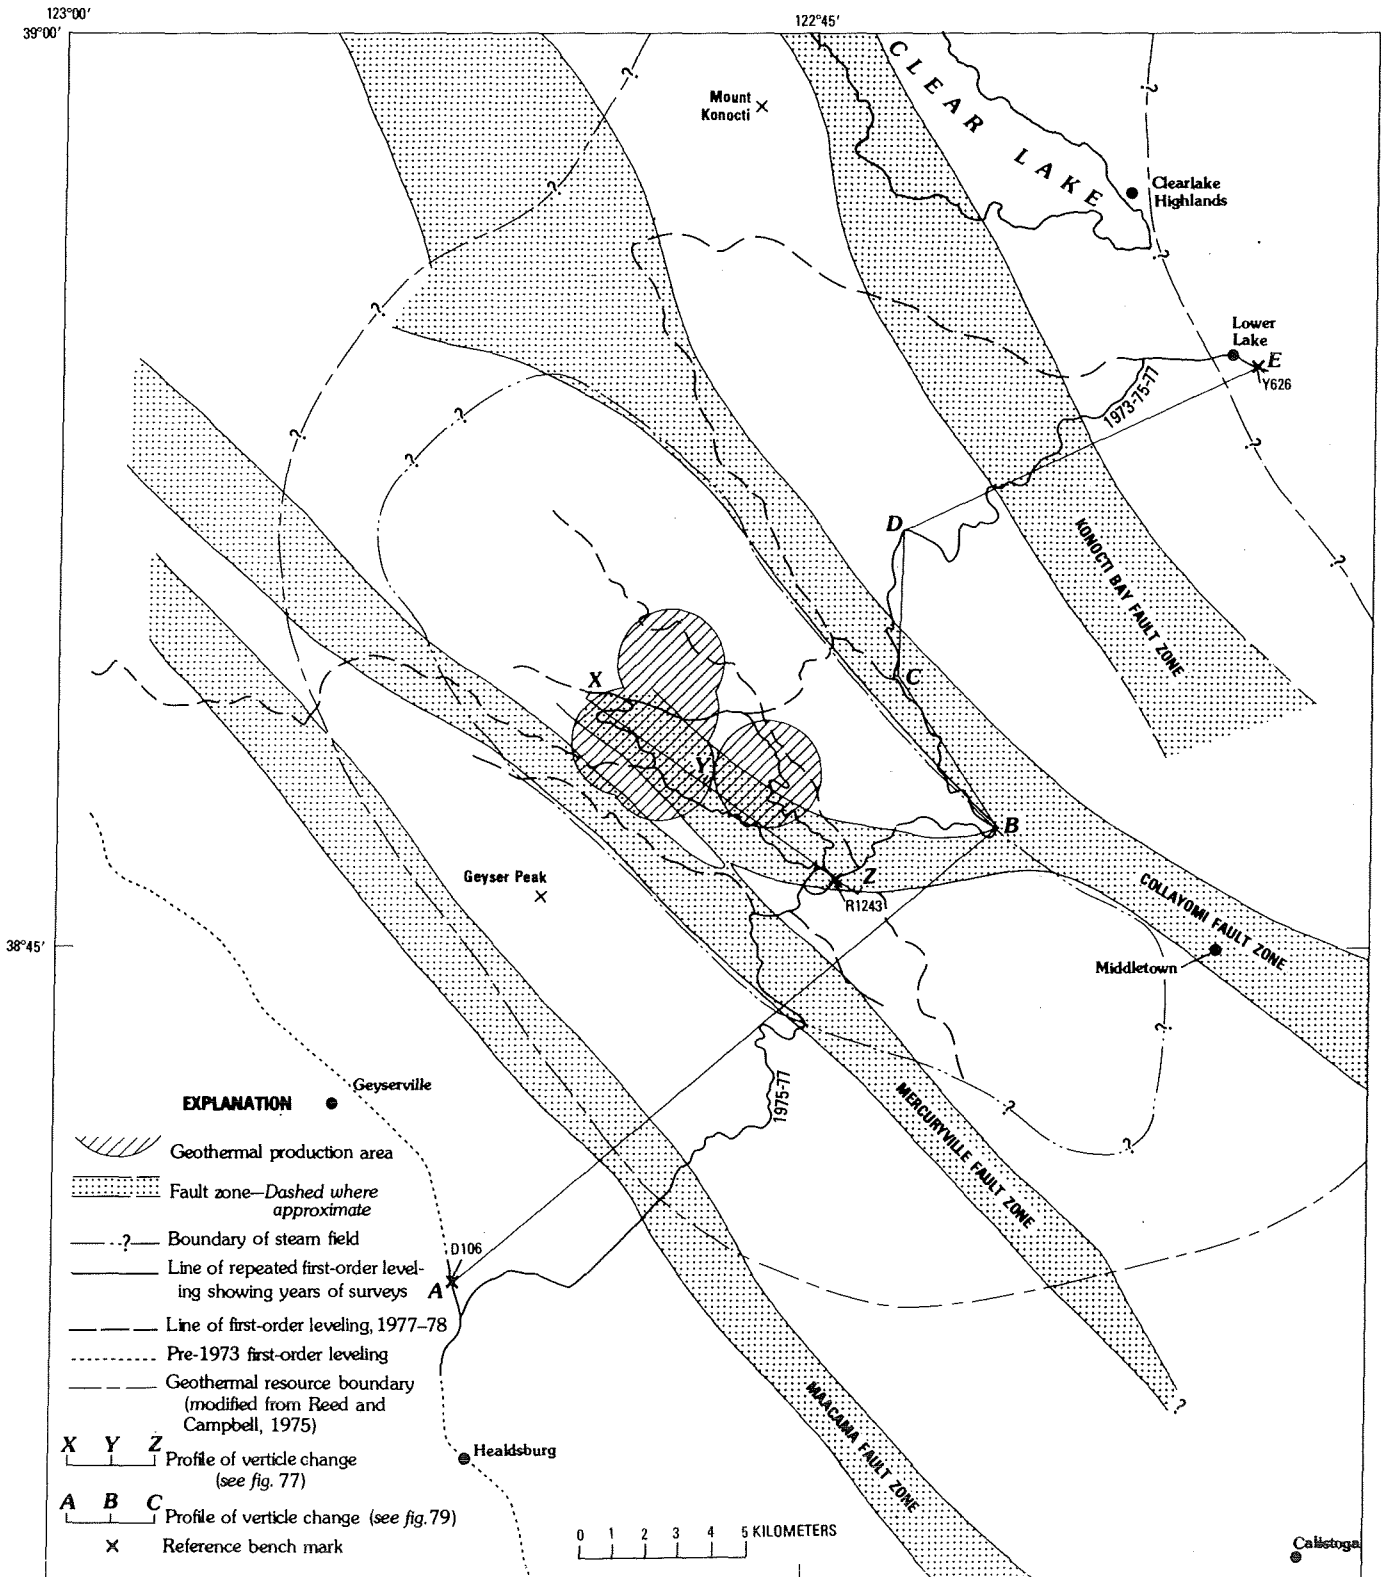 123°00'
122°45'
39°00'
CLEAR LAKE
Mount
Konocti
Clearlake
Highlands
?
?
?
?
?
Lower
Lake
E
Y626
1973-75-77
?
?
?
?
D
?
KONOCTI BAY FAULT ZONE
X
C
Y
B
Geyser Peak
Z
R1243
COLLAYOMI FAULT ZONE
38°45'
Middletown
?
1975-77
MERCURYVILLE FAULT ZONE
?
?
Geyserville
D106
A
MAACAMA FAULT ZONE
?
Healdsburg
Calistoga
EXPLANATION
Geothermal production area
Fault zone—Dashed where
approximate
?
Boundary of steam field
Line of repeated first-order level-
ing showing years of surveys
Line of first-order leveling, 1977–78
Pre-1973 first-order leveling
Geothermal resource boundary
(modified from Reed and
Campbell, 1975)
X Y Z
Profile of verticle change
(see fig. 77)
A B C
Profile of verticle change (see fig. 79)
Reference bench mark
0 1 2 3 4 5 KILOMETERS